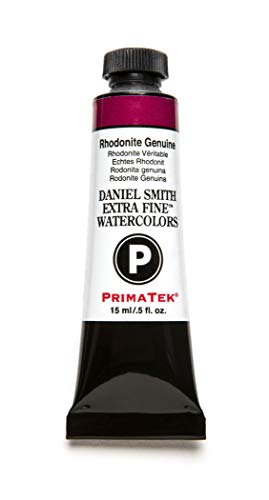 Rhodonite Genuine
Rhodonite Véritable
Echtes Rhodonit
Rodonita genuina
Rodonite Genuina
DANIEL SMITH
EXTRA FINE™
WATERCOLORS
P
PRIMATEK®
15 ml/.5 fl. oz.